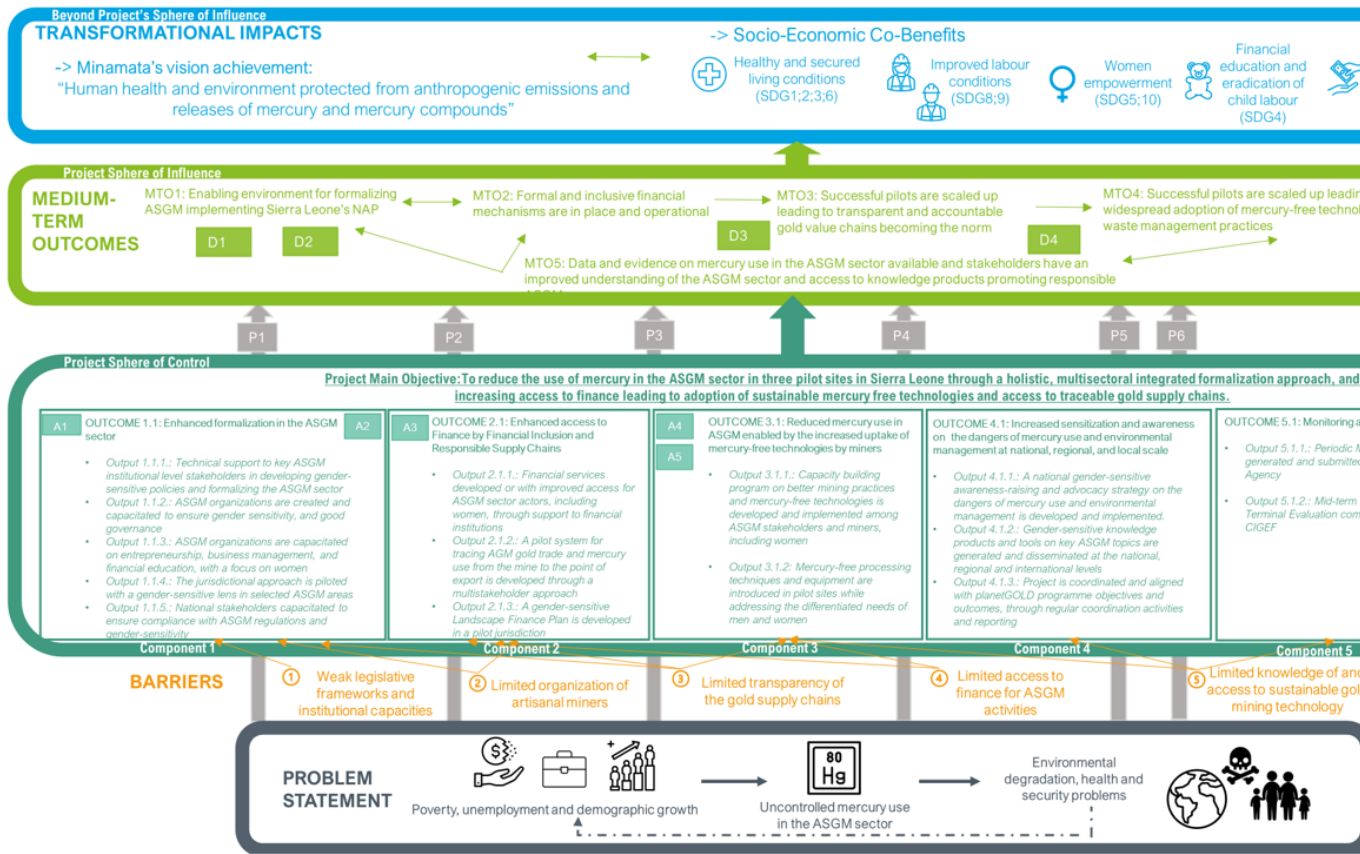 Beyond Project's Sphere of Influence
TRANSFORMATIONAL IMPACTS
-> Minamata's vision achievement:
“Human health and environment protected from anthropogenic emissions and
releases of mercury and mercury compounds”
-> Socio-Economic Co-Benefits
Healthy and secured
living conditions
(SDG1;2;3;6)
Improved labour
conditions
(SDG8;9)
Women
empowerment
(SDG5;10)
Financial
education and
eradication of
child labour
(SDG4)
Project Sphere of Influence
MEDIUM-
TERM
OUTCOMES
MTO1: Enabling environment for formalizing
ASGM implementing Sierra Leone's NAP
D1
D2
MTO2: Formal and inclusive financial
mechanisms are in place and operational
MTO3: Successful pilots are scaled up
leading to transparent and accountable
gold value chains becoming the norm
D3
MTO4: Successful pilots are scaled up leading
widespread adoption of mercury-free
waste management practices
D4
MTO5: Data and evidence on mercury use in the ASGM sector available and stakeholders have an
improved understanding of the ASGM sector and access to knowledge products promoting responsible
P1
P2
P3
P4
P5
P6
Project Sphere of Control
Project Main Objective:To reduce the use of mercury in the ASGM sector in three pilot sites in Sierra Leone through a holistic, multisectoral integrated formalization approach, and
increasing access to finance leading to adoption of sustainable mercury free technologies and access to traceable gold supply chains.
A1
OUTCOME 1.1: Enhanced formalization in the ASGM
sector
A2
• Output 1.1.1.: Technical support to key ASGM
institutional level stakeholders in developing gender-
sensitive policies and formalizing the ASGM sector
• Output 1.1.2.: ASGM organizations are created and
capacitated to ensure gender sensitivity, and good
governance
• Output 1.1.3.: ASGM organizations are capacitated
on entrepreneurship, business management, and
financial education, with a focus on women
• Output 1.1.4.: The jurisdictional approach is piloted
with a gender-sensitive lens in selected ASGM areas
• Output 1.1.5.: National stakeholders capacitated to
ensure compliance with ASGM regulations and
gender-sensitivity
Component 1
A3
OUTCOME 2.1: Enhanced access to
Finance by Financial Inclusion and
Responsible Supply Chains
• Output 2.1.1.: Financial services
developed or with improved access for
ASGM sector actors, including
women, through support to financial
institutions
• Output 2.1.2.: A pilot system for
tracing AGM gold trade and mercury
use from the mine to the point of
export is developed through a
multistakeholder approach
• Output 2.1.3.: A gender-sensitive
Landscape Finance Plan is developed
in a pilot jurisdiction
Component 2
A4
A5
OUTCOME 3.1: Reduced mercury use in
ASGM enabled by the increased uptake of
mercury-free technologies by miners
• Output 3.1.1.: Capacity building
program on better mining practices
and mercury-free technologies is
developed and implemented among
ASGM stakeholders and miners,
including women
• Output 3.1.2: Mercury-free processing
techniques and equipment are
introduced in pilot sites while
addressing the differentiated needs of
men and women
Component 3
OUTCOME 4.1: Increased sensitization and awareness
on the dangers of mercury use and environmental
management at national, regional, and local scale
• Output 4.1.1.: A national gender-sensitive
awareness-raising and advocacy strategy on the
dangers of mercury use and environmental
management is developed and implemented.
• Output 4.1.2.: Gender-sensitive knowledge
products and tools on key ASGM topics are
generated and disseminated at the national,
regional and international levels
• Output 4.1.3.: Project is coordinated and aligned
with planetGOLD programme objectives and
outcomes, through regular coordination activities
and reporting
Component 4
OUTCOME 5.1: Monitoring
• Output 5.1.1.: Periodic
generated and submitted
Agency
• Output 5.1.2.: Mid-term
Terminal Evaluation
CIGEF
Component 5
BARRIERS
1 Weak legislative
frameworks and
institutional capacities
2 Limited organization of
artisanal miners
3 Limited transparency of
the gold supply chains
4 Limited access to
finance for ASGM
activities
5 Limited knowledge of and
access to sustainable
mining technology
PROBLEM
STATEMENT
Poverty, unemployment and demographic growth
80
Hg
Uncontrolled mercury use
in the ASGM sector
Environmental
degradation, health and
security problems